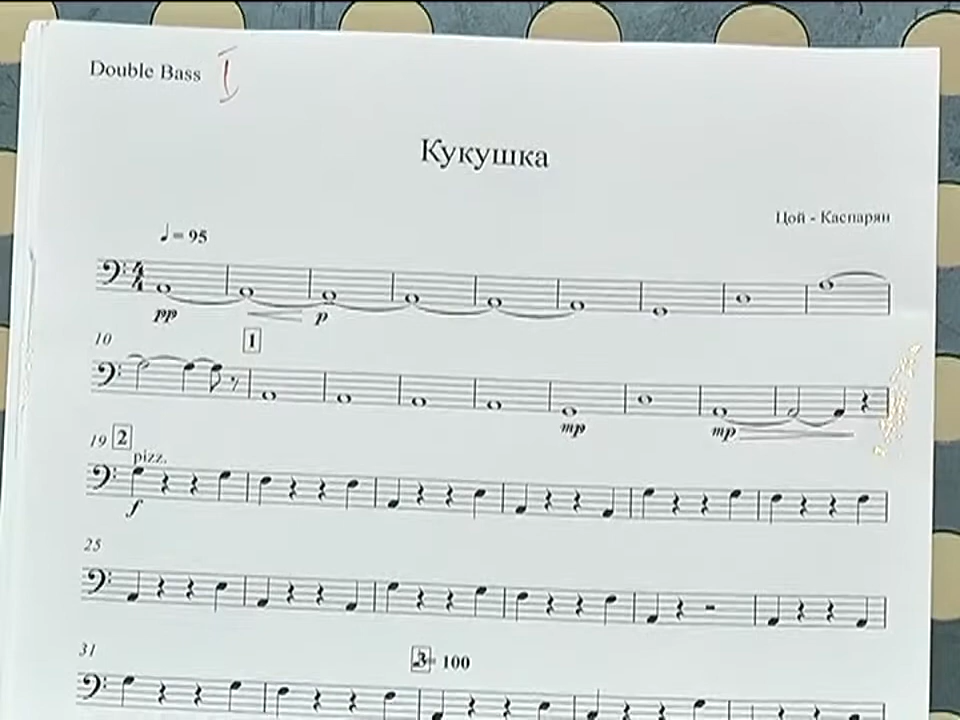 Double Bass I
Кукушка
Цой - Каспарян
♩= 95
pp p
10 1
mp mp
19 2
pizz.
f
25
31 3 = 100